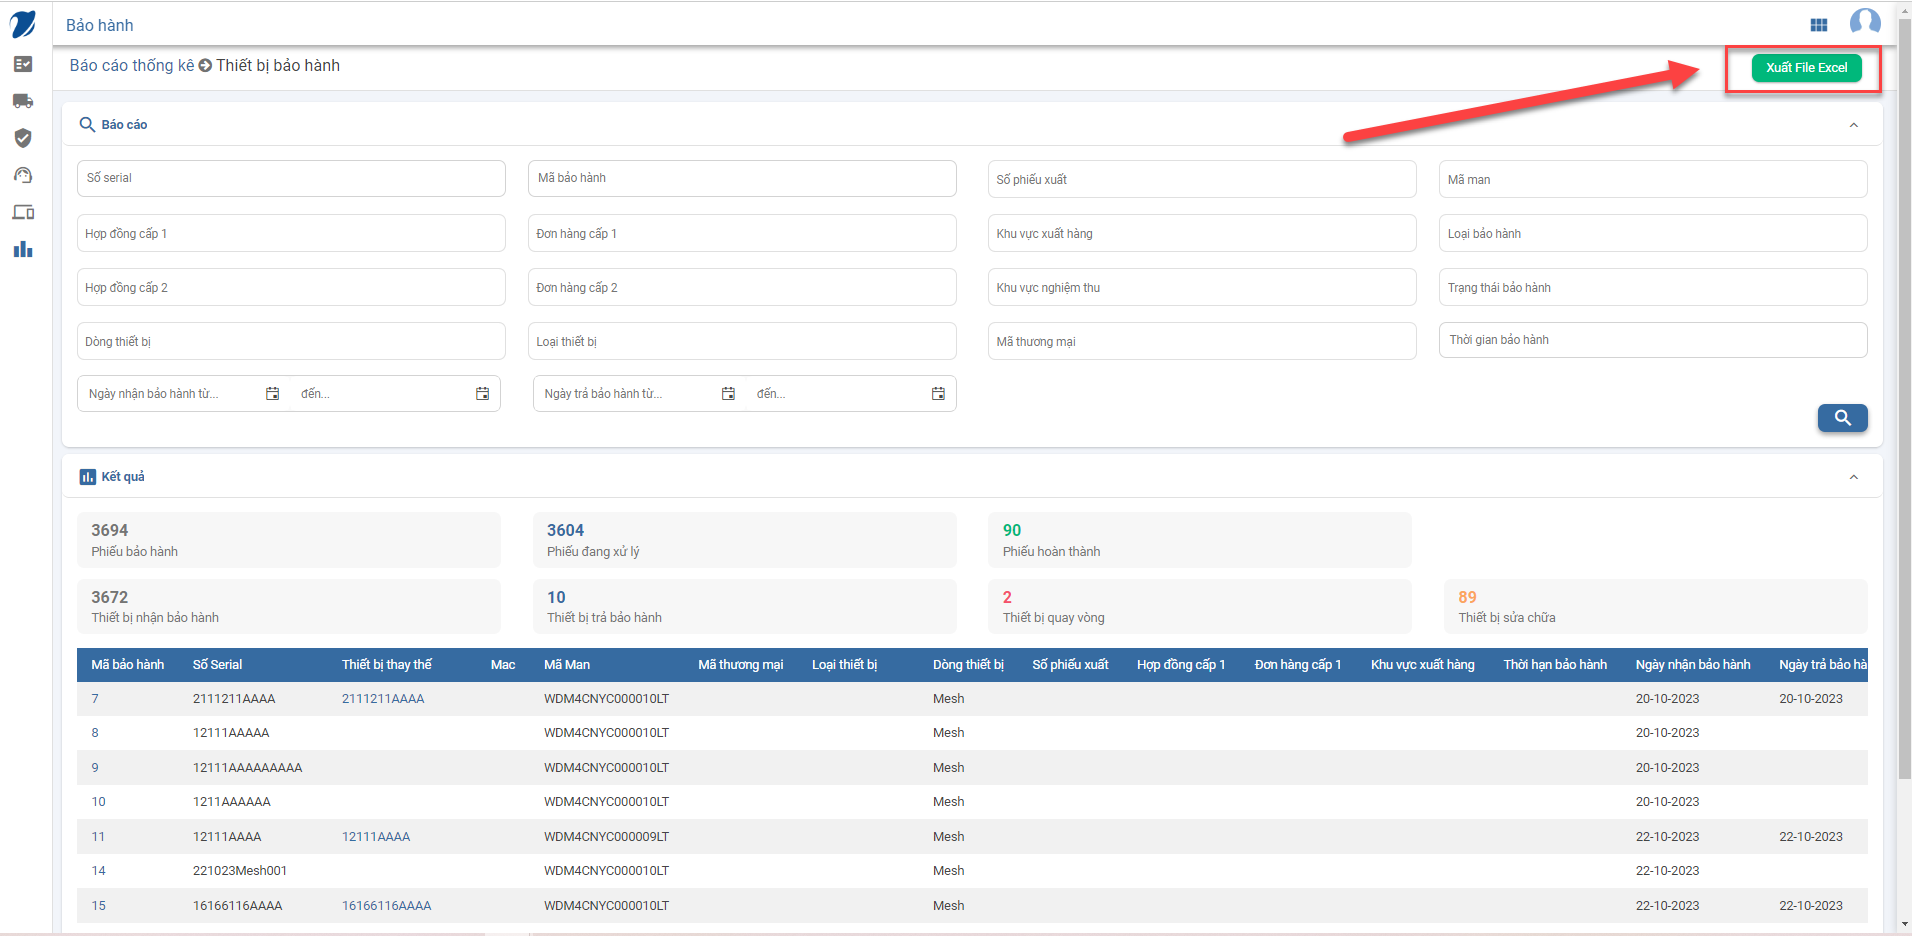 Bảo hành
Báo cáo thống kê Thiết bị bảo hành
Xuất File Excel
Báo cáo
Số serial Mã bảo hành Số phiếu xuất Mã man
Hợp đồng cấp 1 Đơn hàng cấp 1 Khu vực xuất hàng Loại bảo hành
Hợp đồng cấp 2 Đơn hàng cấp 2 Khu vực nghiệm thu Trạng thái bảo hành
Dòng thiết bị Loại thiết bị Mã thương mại Thời gian bảo hành
Ngày nhận bảo hành từ... đến... Ngày trả bảo hành từ... đến...
Kết quả
3694 3604 90
Phiếu bảo hành Phiếu đang xử lý Phiếu hoàn thành
3672 10 2 89
Thiết bị nhận bảo hành Thiết bị trả bảo hành Thiết bị quay vòng Thiết bị sửa chữa
Mã bảo hành Số Serial Thiết bị thay thế Mac Mã Man Mã thương mại Loại thiết bị Dòng thiết bị Số phiếu xuất Hợp đồng cấp 1 Đơn hàng cấp 1 Khu vực xuất hàng Thời hạn bảo hành Ngày nhận bảo hành Ngày trả bảo hà
7 2111211AAAA 2111211AAAA WDM4CNYC000010LT Mesh 20-10-2023 20-10-2023
8 12111AAAAA WDM4CNYC000010LT Mesh 20-10-2023
9 12111AAAAAAAAA WDM4CNYC000010LT Mesh 20-10-2023
10 1211AAAAAA WDM4CNYC000010LT Mesh 20-10-2023
11 12111AAAA 12111AAAA WDM4CNYC000009LT Mesh 22-10-2023 22-10-2023
14 221023Mesh001 WDM4CNYC000010LT Mesh 22-10-2023
15 16166116AAAA 16166116AAAA WDM4CNYC000010LT Mesh 22-10-2023 22-10-2023